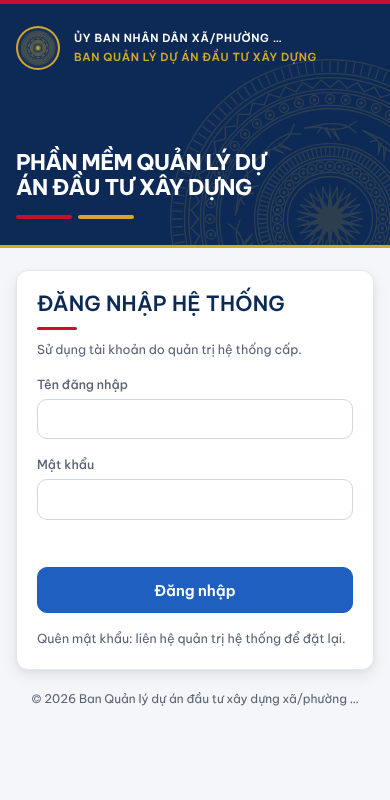 ỦY BAN NHÂN DÂN XÃ/PHƯỜNG ...
BAN QUẢN LÝ DỰ ÁN ĐẦU TƯ XÂY DỰNG
PHẦN MỀM QUẢN LÝ DỰ
ÁN ĐẦU TƯ XÂY DỰNG
ĐĂNG NHẬP HỆ THỐNG
Sử dụng tài khoản do quản trị hệ thống cấp.
Tên đăng nhập
Mật khẩu
Đăng nhập
Quên mật khẩu: liên hệ quản trị hệ thống để đặt lại.
© 2026 Ban Quản lý dự án đầu tư xây dựng xã/phường ...